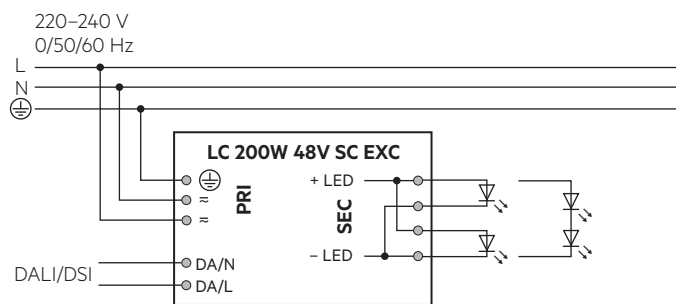 220–240 V
0/50/60 Hz
L
N
LC 200W 48V SC EXC
PRI
≂
≂
SEC
+ LED
– LED
DALI/DSI
DA/N
DA/L